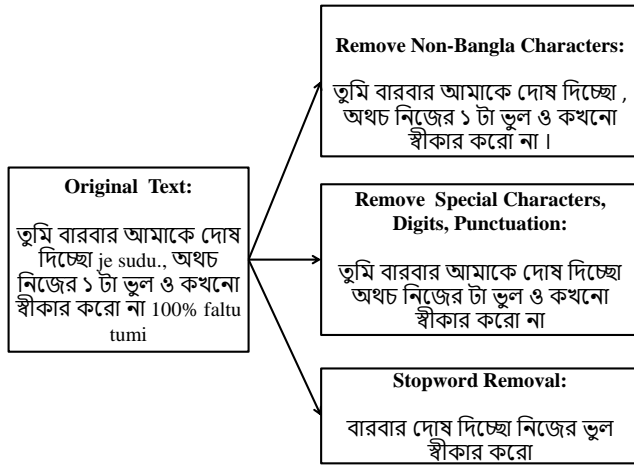 Original Text:
তুমি বারবার আমাকে দোষ
দিচ্ছো je sudu., অথচ
নিজের ১ টা ভুল ও কখনো
স্বীকার করো না 100% faltu
tumi
Remove Non-Bangla Characters:
তুমি বারবার আমাকে দোষ দিচ্ছো ,
অথচ নিজের ১ টা ভুল ও কখনো
স্বীকার করো না ।
Remove Special Characters,
Digits, Punctuation:
তুমি বারবার আমাকে দোষ দিচ্ছো
অথচ নিজের টা ভুল ও কখনো
স্বীকার করো না
Stopword Removal:
বারবার দোষ দিচ্ছো নিজের ভুল
স্বীকার করো